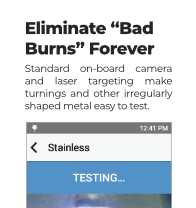 Eliminate “Bad
Burns” Forever
Standard on-board camera
and laser targeting make
turnings and other irregularly
shaped metal easy to test.
12:41 PM
Stainless
TESTING...